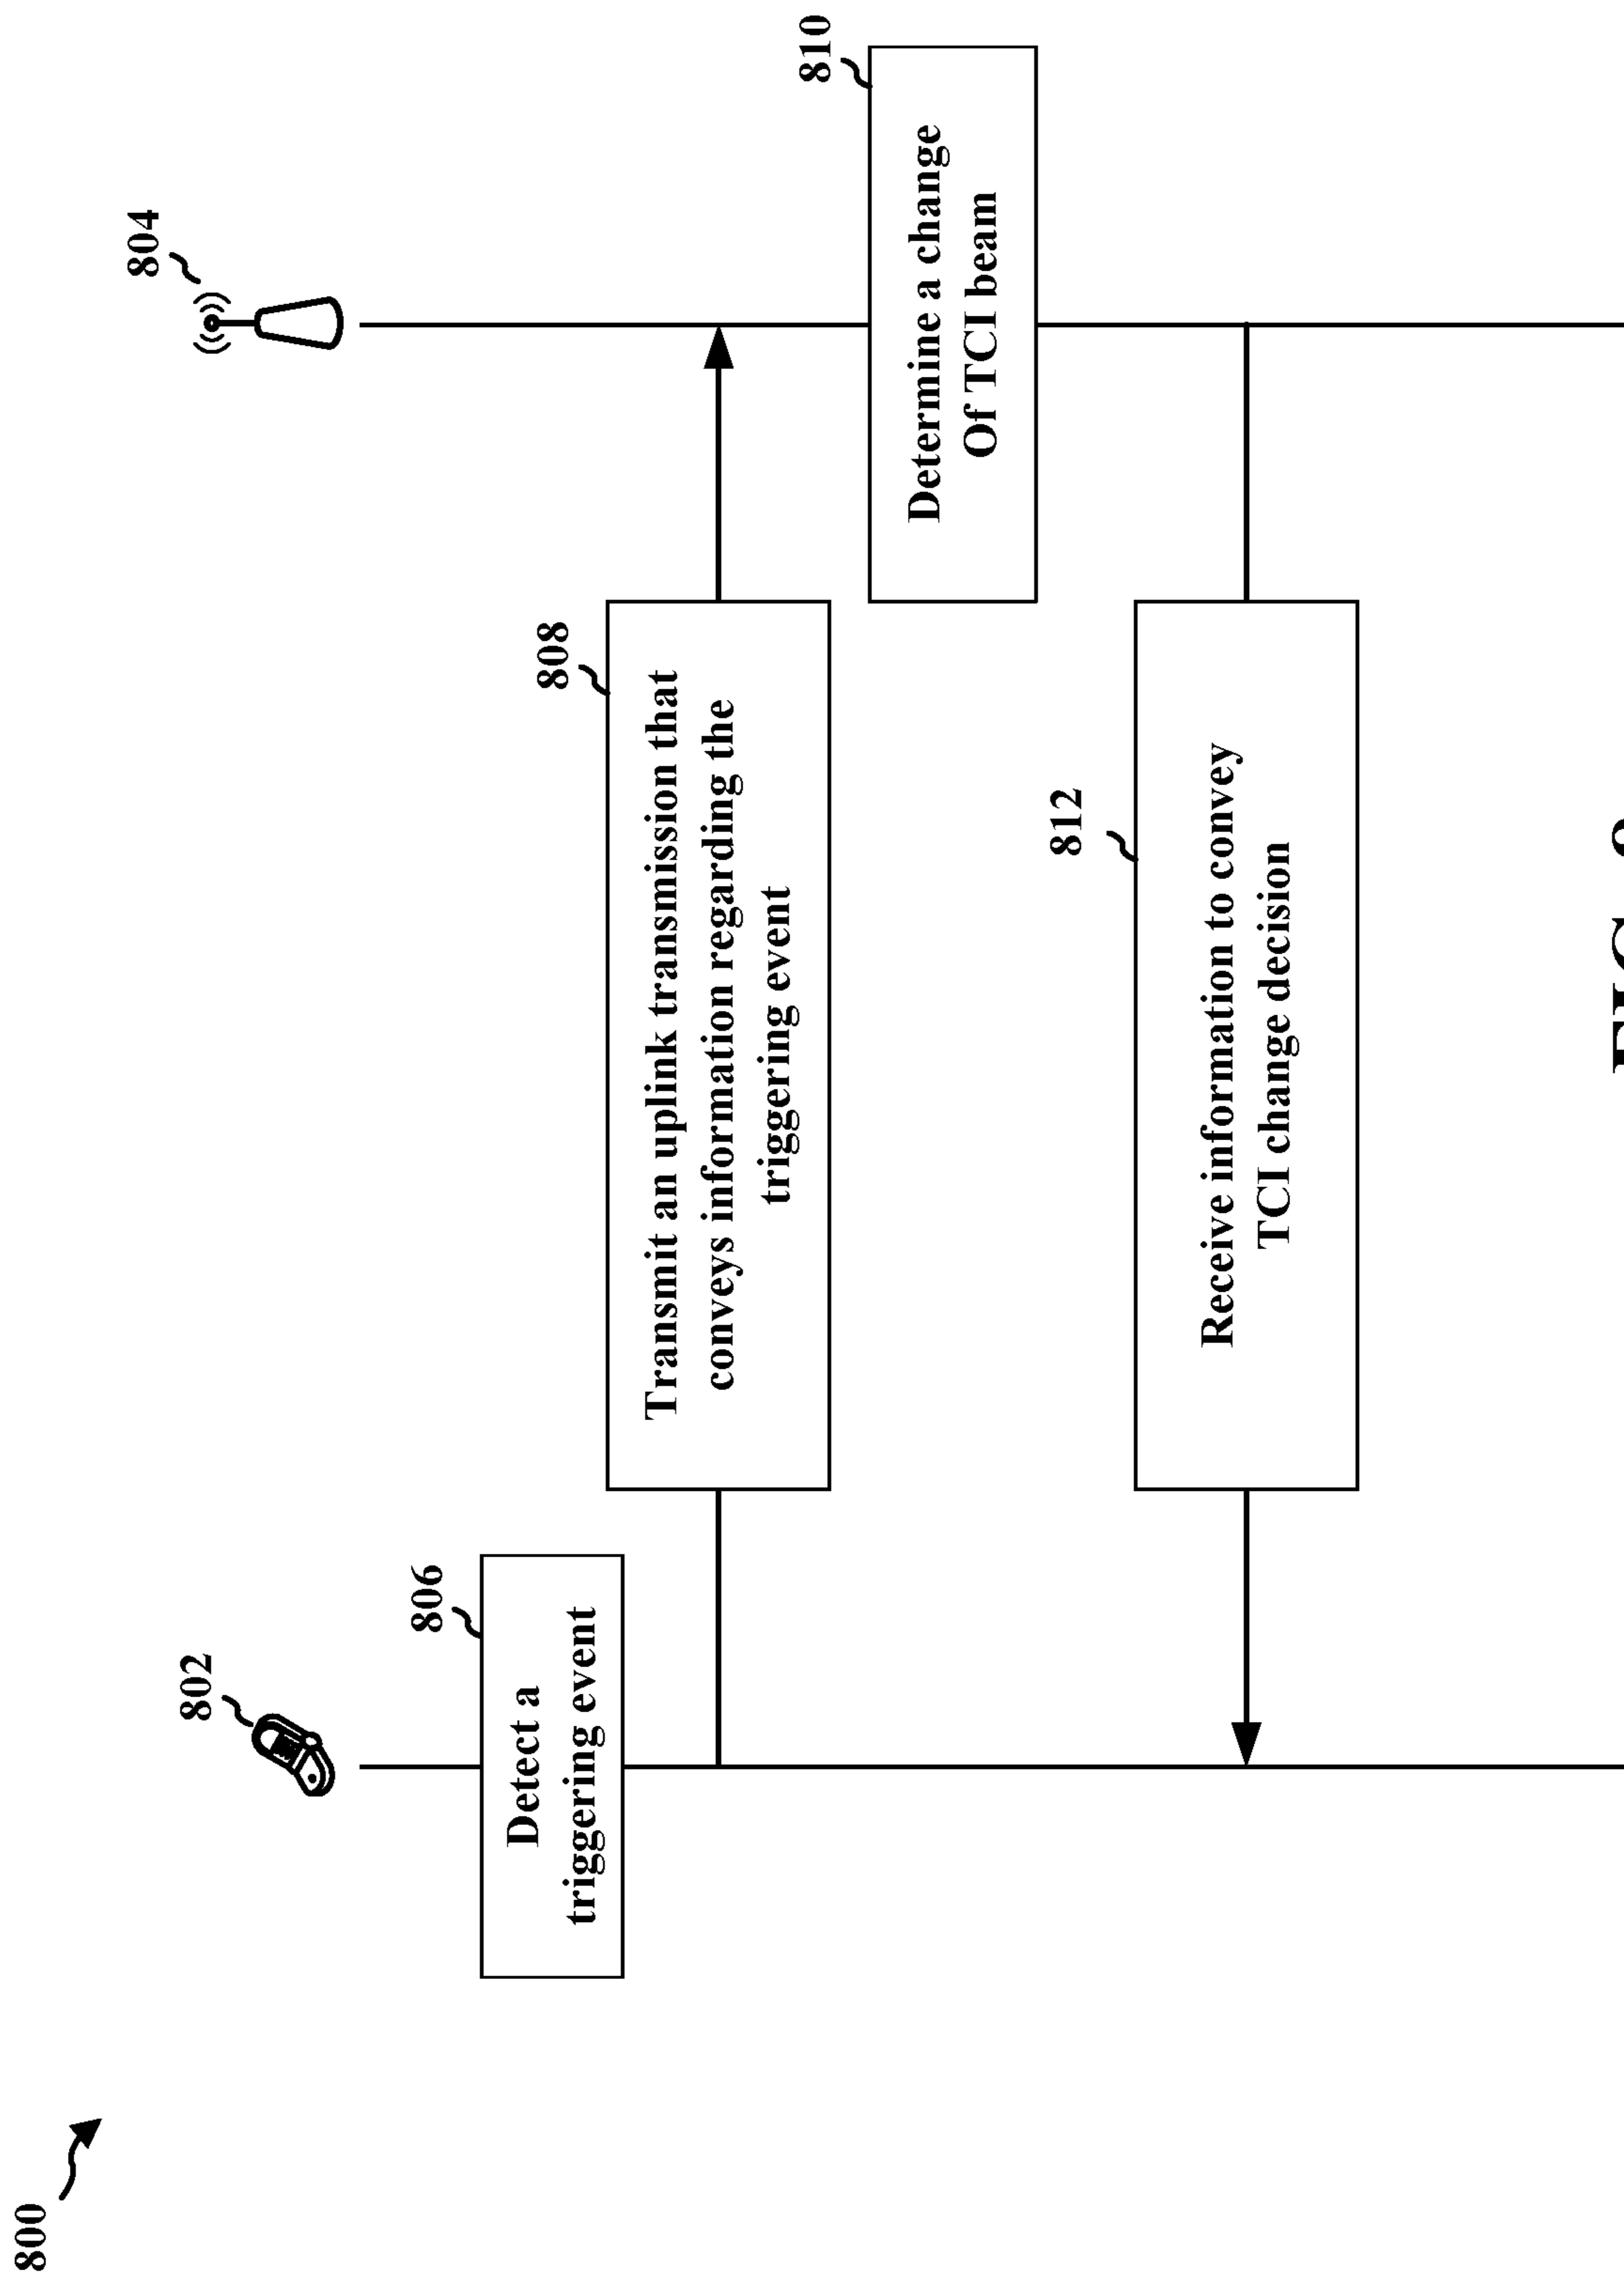 800
802
804
806
Detect a
triggering event
808
Transmit an uplink transmission that
conveys information regarding the
triggering event
810
Determine a change
Of TCI beam
812
Receive information to convey
TCI change decision